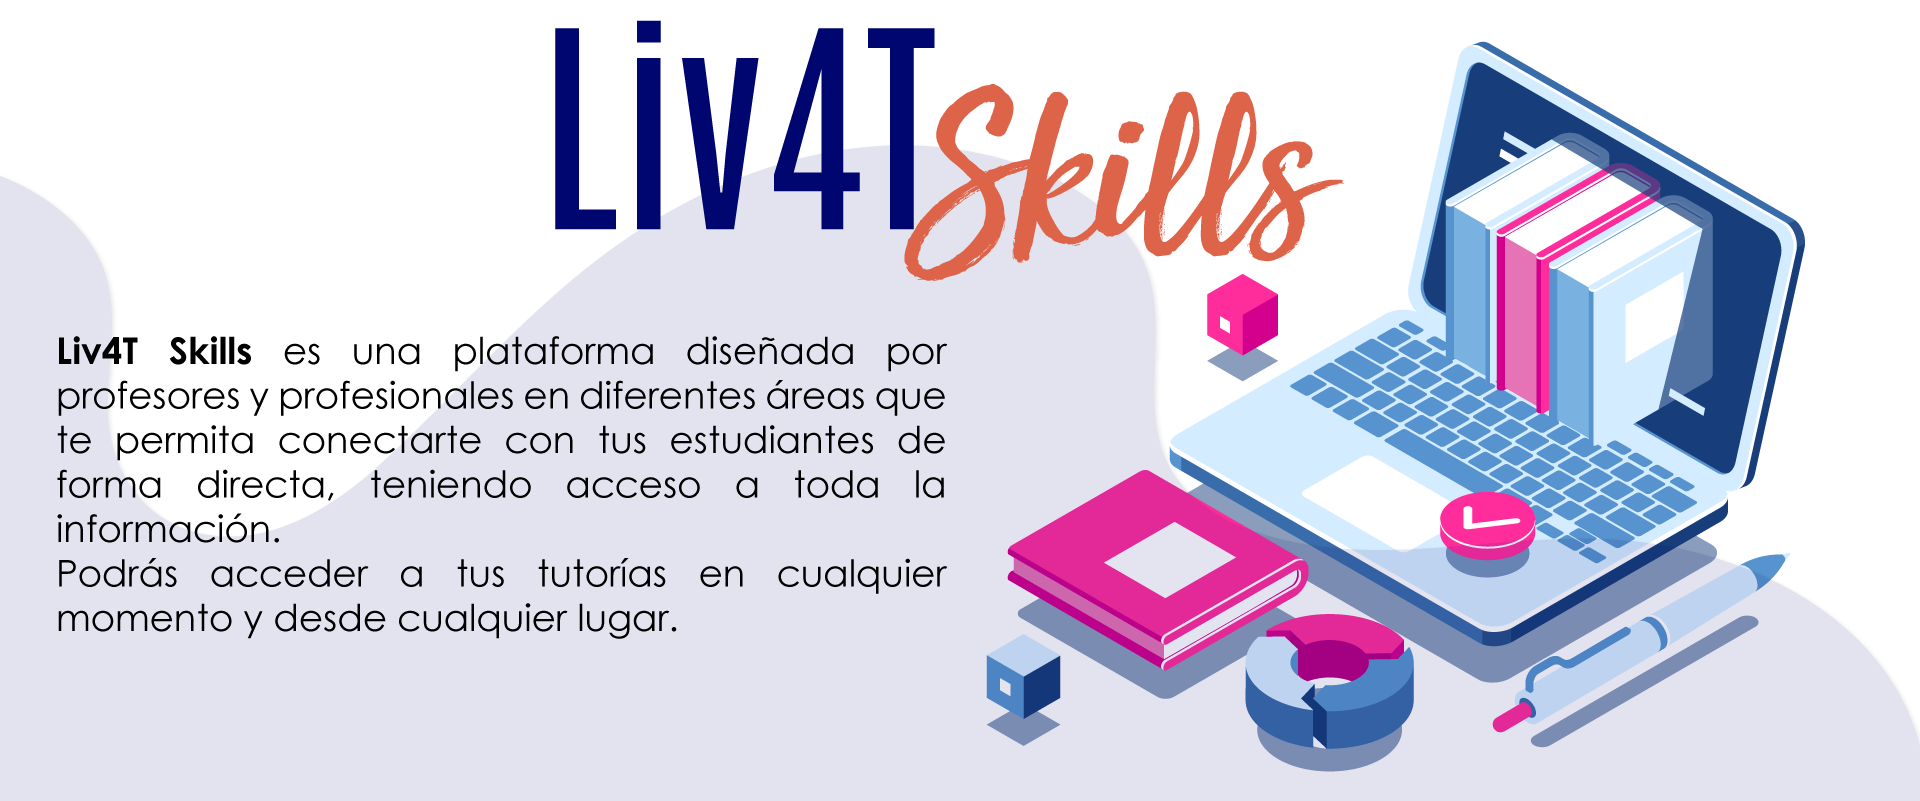 Liv4T Skills
Liv4T Skills es una plataforma diseñada por
profesores y profesionales en diferentes áreas que
te permita conectarte con tus estudiantes de
forma directa, teniendo acceso a toda la
información.
Podrás acceder a tus tutorías en cualquier
momento y desde cualquier lugar.